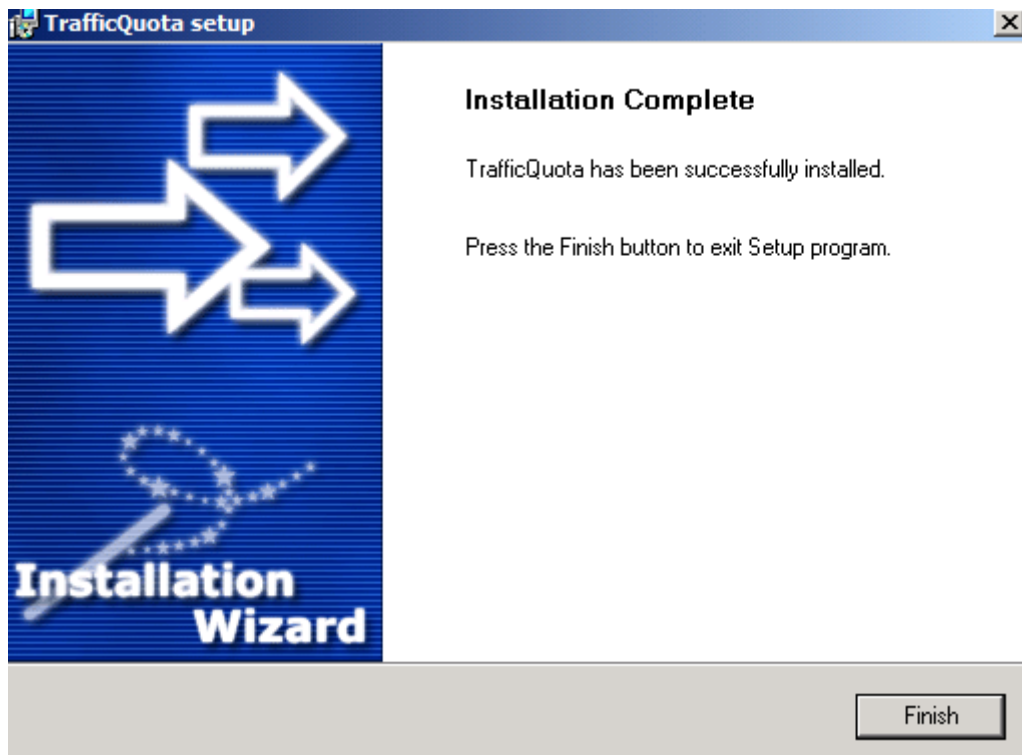 TrafficQuota setup
Installation Complete
TrafficQuota has been successfully installed.
Press the Finish button to exit Setup program.
Installation
Wizard
Finish